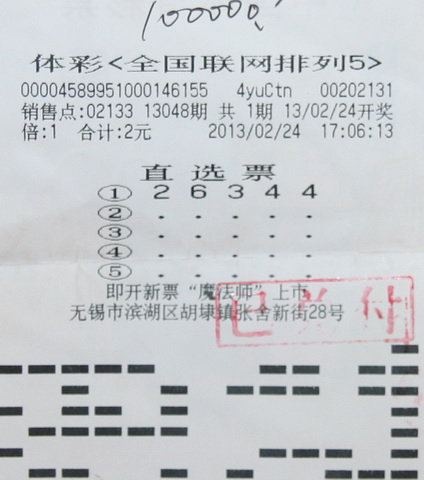 100000.
体彩<全国联网排列5>
00004589951000146155 4yuCtn 00202131
销售点:02133 13048期 共 1期 13/02/24开奖
倍:1 合计:2元 2013/02/24 17:06:13
直选票
① 2 6 3 4 4
② . . . . .
③ . . . . .
④ . . . . .
⑤ . . . . .
即开新票“魔法师”上市
无锡市滨湖区胡埭镇张舍新街28号
已兑付